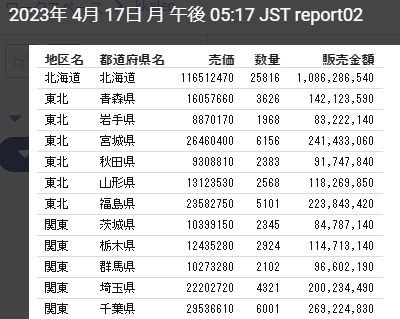 2023年 4月 17日 月 午後 05:17 JST report02
地区名 都道府県名 売価 数量 販売金額
北海道 北海道 116512470 25816 1,086,286,540
東北 青森県 16057660 3626 142,123,590
東北 岩手県 8870170 1968 83,222,140
東北 宮城県 26460400 6156 241,433,060
東北 秋田県 9308810 2383 91,747,840
東北 山形県 13123530 2568 118,269,850
東北 福島県 23582750 5101 223,843,420
関東 茨城県 10399150 2345 84,787,140
関東 栃木県 12435280 2924 114,713,140
関東 群馬県 10273280 2102 96,602,190
関東 埼玉県 22202720 4321 200,234,490
関東 千葉県 29536610 6001 269,224,830